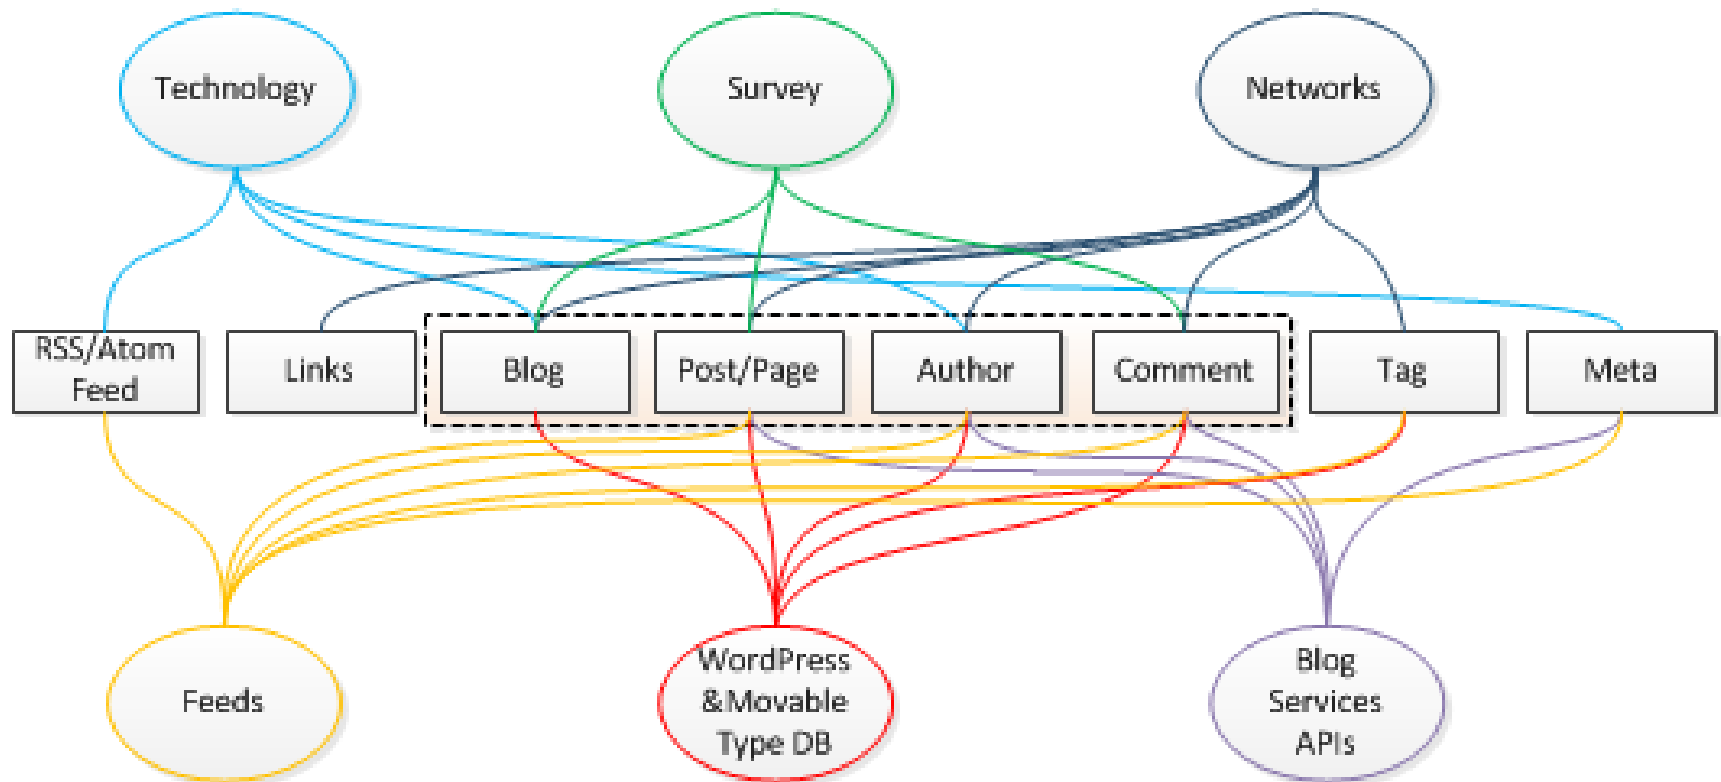 Technology
Survey
Networks
RSS/Atom
Feed
Links
Blog
Post/Page
Author
Comment
Tag
Meta
Feeds
WordPress
&Movable
Type DB
Blog
Services
APIs